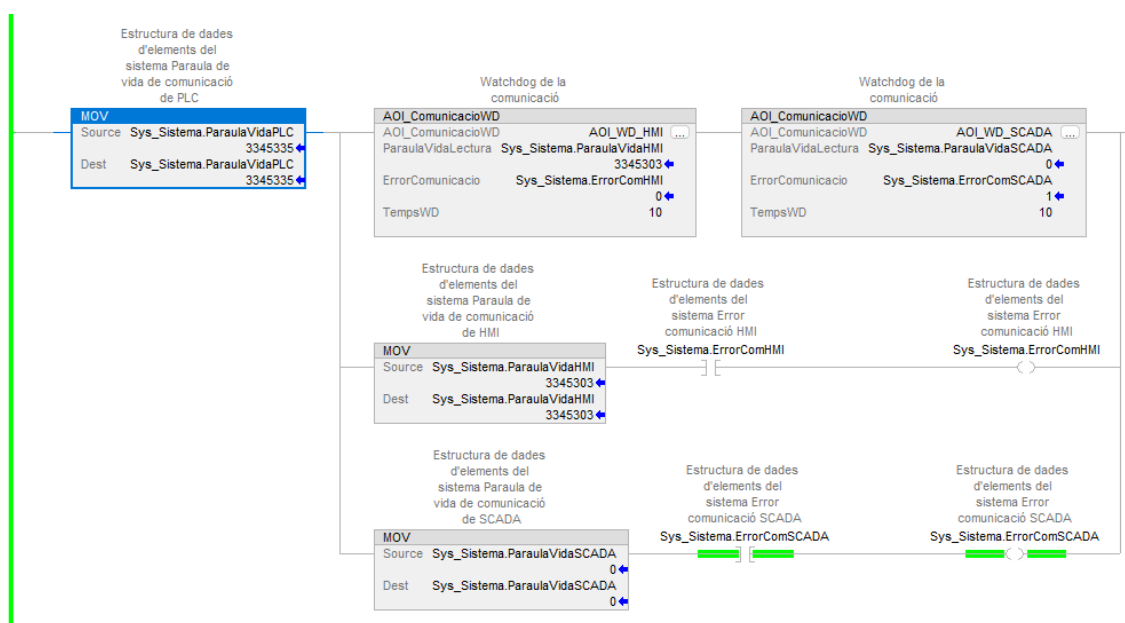 Estructura de dades
d'elements del
sistema Paraula de
vida de comunicació
de PLC
MOV
Source Sys_Sistema.ParaulaVidaPLC
3345335
Dest Sys_Sistema.ParaulaVidaPLC
3345335
Watchdog de la
comunicació
AOI_ComunicacioWD
AOI_ComunicacioWD AOI_WD_HMI ...
ParaulaVidaLectura Sys_Sistema.ParaulaVidaHMI
3345303
ErrorComunicacio Sys_Sistema.ErrorComHMI
0
TempsWD 10
Watchdog de la
comunicació
AOI_ComunicacioWD
AOI_ComunicacioWD AOI_WD_SCADA ...
ParaulaVidaLectura Sys_Sistema.ParaulaVidaSCADA
0
ErrorComunicacio Sys_Sistema.ErrorComSCADA
1
TempsWD 10
Estructura de dades
d'elements del
sistema Paraula de
vida de comunicació
de HMI
MOV
Source Sys_Sistema.ParaulaVidaHMI
3345303
Dest Sys_Sistema.ParaulaVidaHMI
3345303
Estructura de dades
d'elements del
sistema Error
comunicació HMI
Sys_Sistema.ErrorComHMI
Estructura de dades
d'elements del
sistema Error
comunicació HMI
Sys_Sistema.ErrorComHMI
Estructura de dades
d'elements del
sistema Paraula de
vida de comunicació
de SCADA
MOV
Source Sys_Sistema.ParaulaVidaSCADA
0
Dest Sys_Sistema.ParaulaVidaSCADA
0
Estructura de dades
d'elements del
sistema Error
comunicació SCADA
Sys_Sistema.ErrorComSCADA
Estructura de dades
d'elements del
sistema Error
comunicació SCADA
Sys_Sistema.ErrorComSCADA